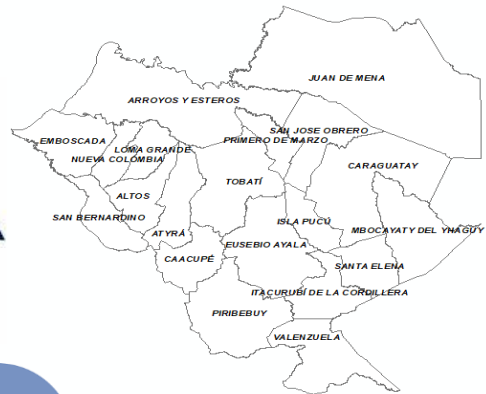 JUAN DE MENA
ARROYOS Y ESTEROS
SAN JOSE OBRERO
EMBOSCADA
LOMA GRANDE
PRIMERO DE MARZO
NUEVA COLOMBIA
CARAGUATAY
TOBATÍ
ALTOS
SAN BERNARDINO
ISLA PUCÚ
ATYRÁ
MBOCAYATY DEL YHAGUY
EUSEBIO AYALA
CAACUPÉ
SANTA ELENA
ITACURUBÍ DE LA CORDILLERA
PIRIBEBUY
VALENZUELA